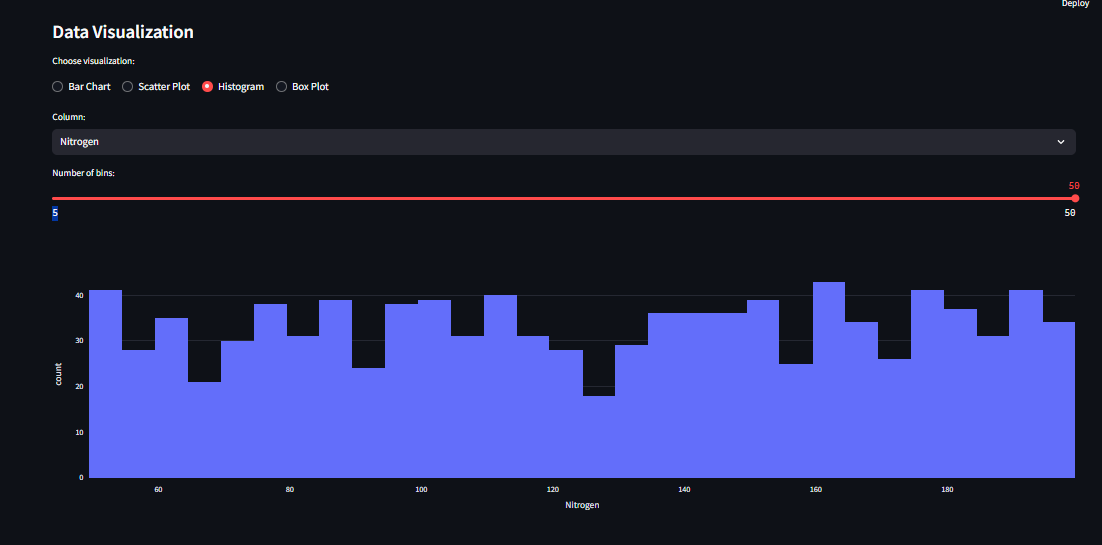 Deploy
Data Visualization
Choose visualization:
Bar Chart Scatter Plot Histogram Box Plot
Column:
Nitrogen
Number of bins:
50
5 50
40
30
count
20
10
0
60 80 100 120 140 160 180
Nitrogen